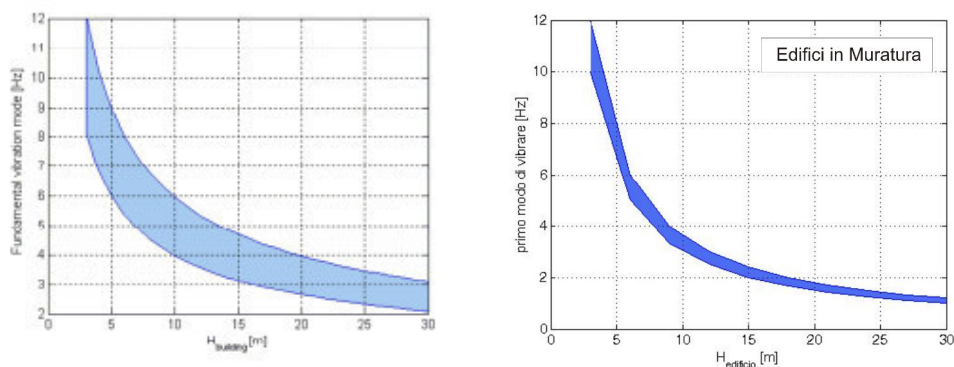 12
11
10
9
8
7
6
5
4
3
2
0 5 10 15 20 25 30
Fundamental vibration mode [Hz]
H building [m]
12
10
8
6
4
2
0
0 5 10 15 20 25 30
primo modo di vibrare [Hz]
H edificio [m]
Edifici in Muratura